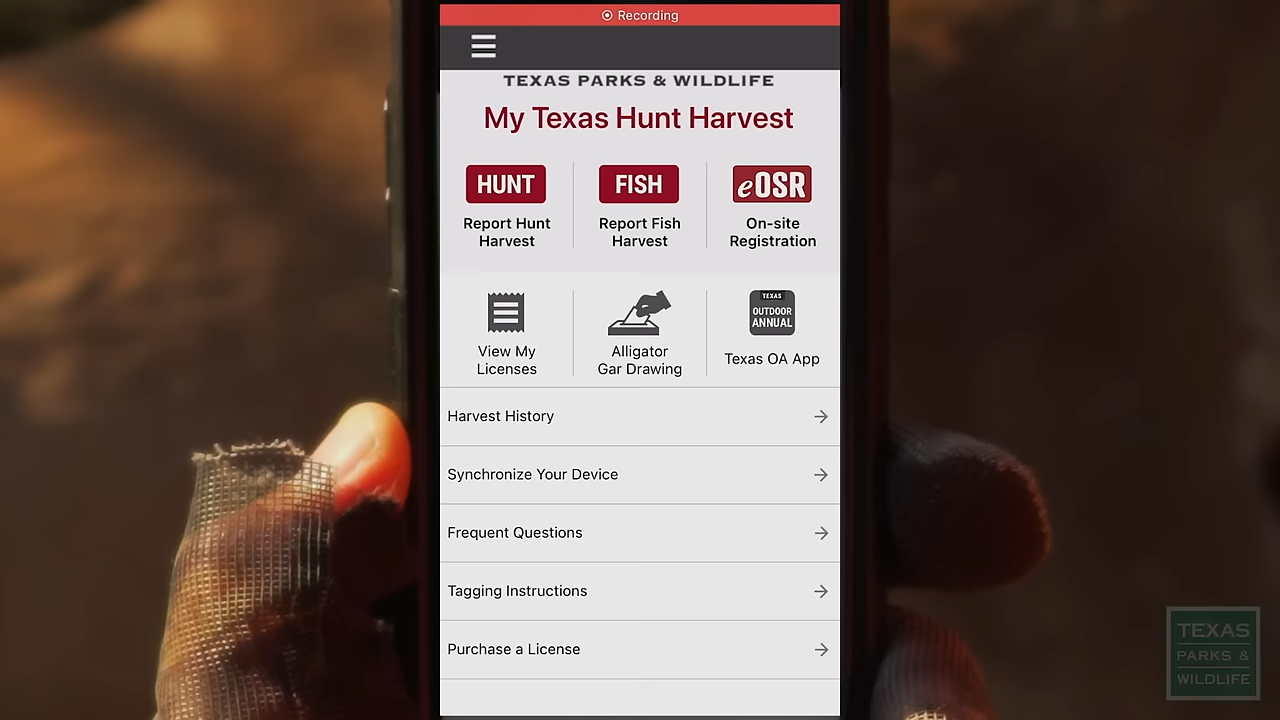 Recording
TEXAS PARKS & WILDLIFE
My Texas Hunt Harvest
HUNT
FISH
eOSR
Report Hunt
Harvest
Report Fish
Harvest
On-site
Registration
TEXAS
OUTDOOR
ANNUAL
View My
Licenses
Alligator
Gar Drawing
Texas OA App
Harvest History
Synchronize Your Device
Frequent Questions
Tagging Instructions
Purchase a License
TEXAS
PARKS &
WILDLIFE